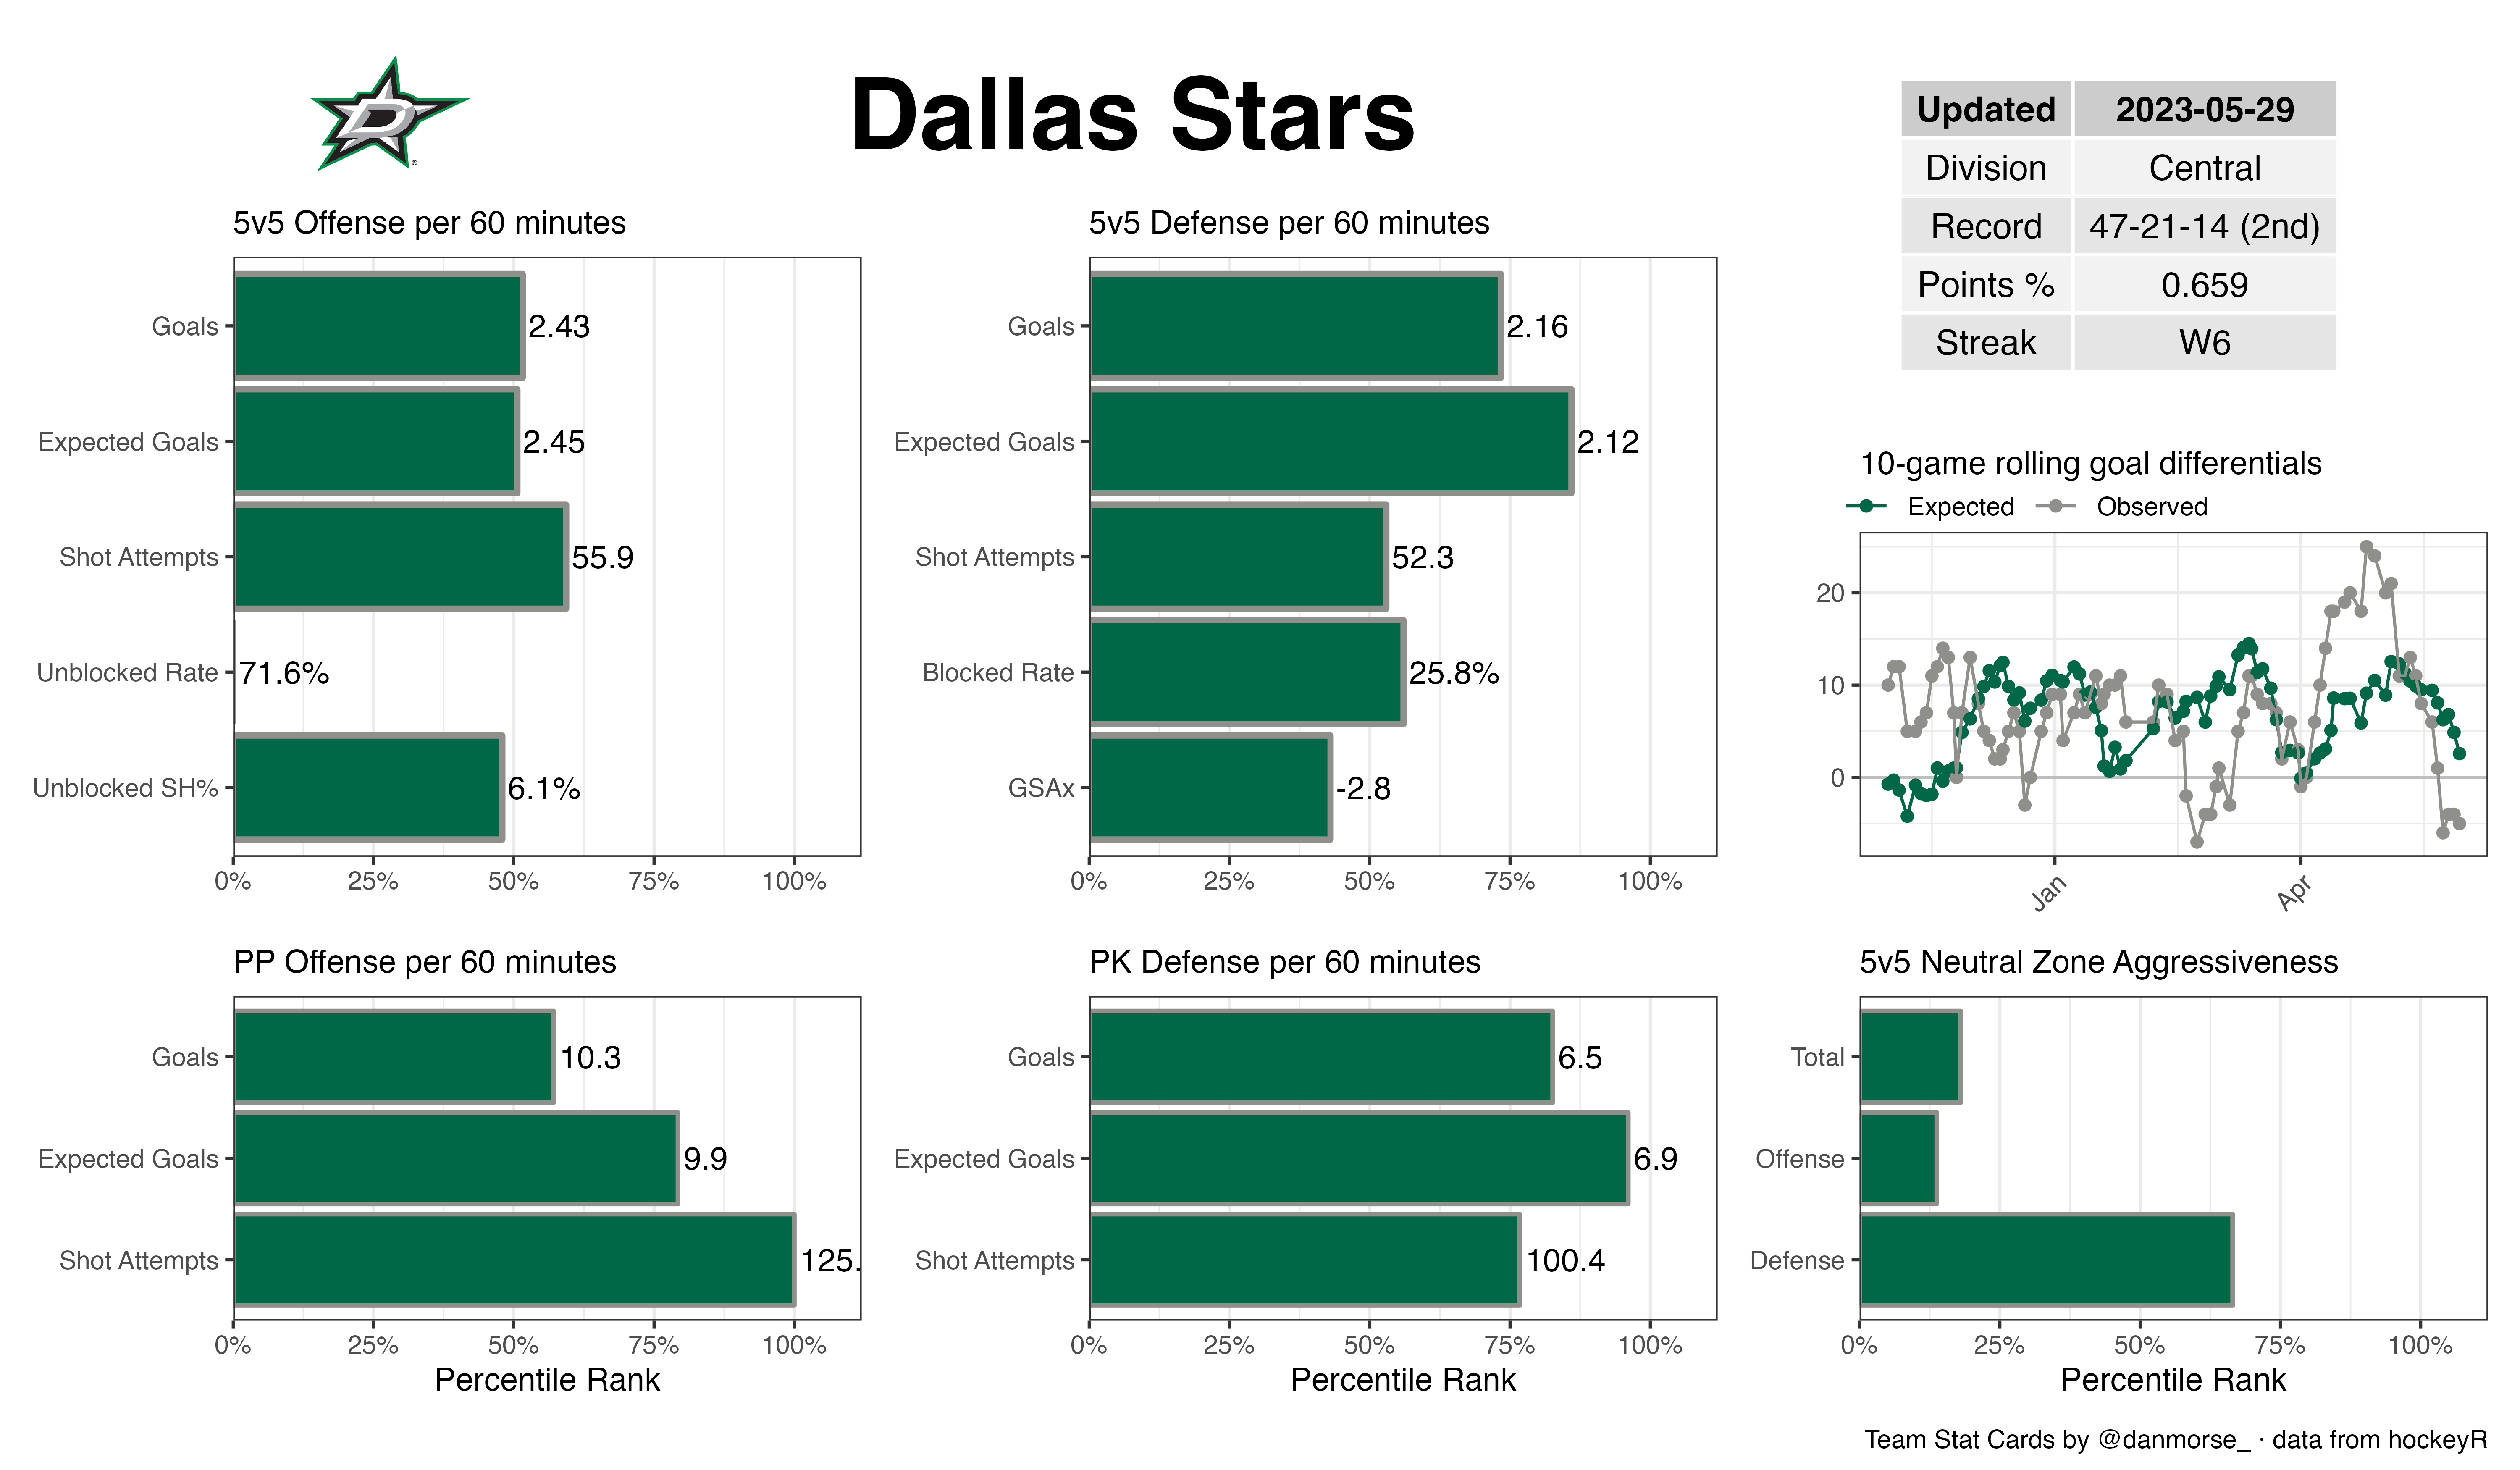 Dallas Stars
Updated 2023-05-29
Division Central
Record 47-21-14 (2nd)
Points % 0.659
Streak W6
5v5 Offense per 60 minutes
Goals 2.43
Expected Goals 2.45
Shot Attempts 55.9
Unblocked Rate 71.6%
Unblocked SH% 6.1%
0% 25% 50% 75% 100%
5v5 Defense per 60 minutes
Goals 2.16
Expected Goals 2.12
Shot Attempts 52.3
Blocked Rate 25.8%
GSAx -2.8
0% 25% 50% 75% 100%
10-game rolling goal differentials
Expected Observed
20
10
0
Jan Apr
PP Offense per 60 minutes
Goals 10.3
Expected Goals 9.9
Shot Attempts 125.
0% 25% 50% 75% 100%
Percentile Rank
PK Defense per 60 minutes
Goals 6.5
Expected Goals 6.9
Shot Attempts 100.4
0% 25% 50% 75% 100%
Percentile Rank
5v5 Neutral Zone Aggressiveness
Total
Offense
Defense
0% 25% 50% 75% 100%
Percentile Rank
Team Stat Cards by @danmorse_ · data from hockeyR